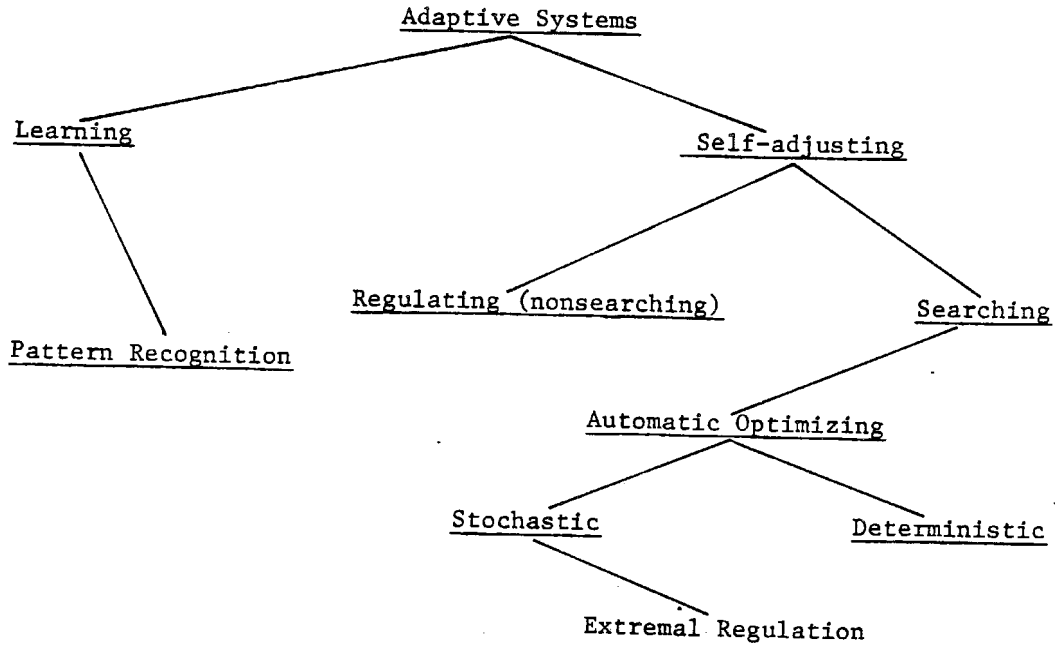 Adaptive Systems
Learning
Self-adjusting
Regulating (nonsearching)
Searching
Pattern Recognition
Automatic Optimizing
Stochastic
Deterministic
Extremal Regulation